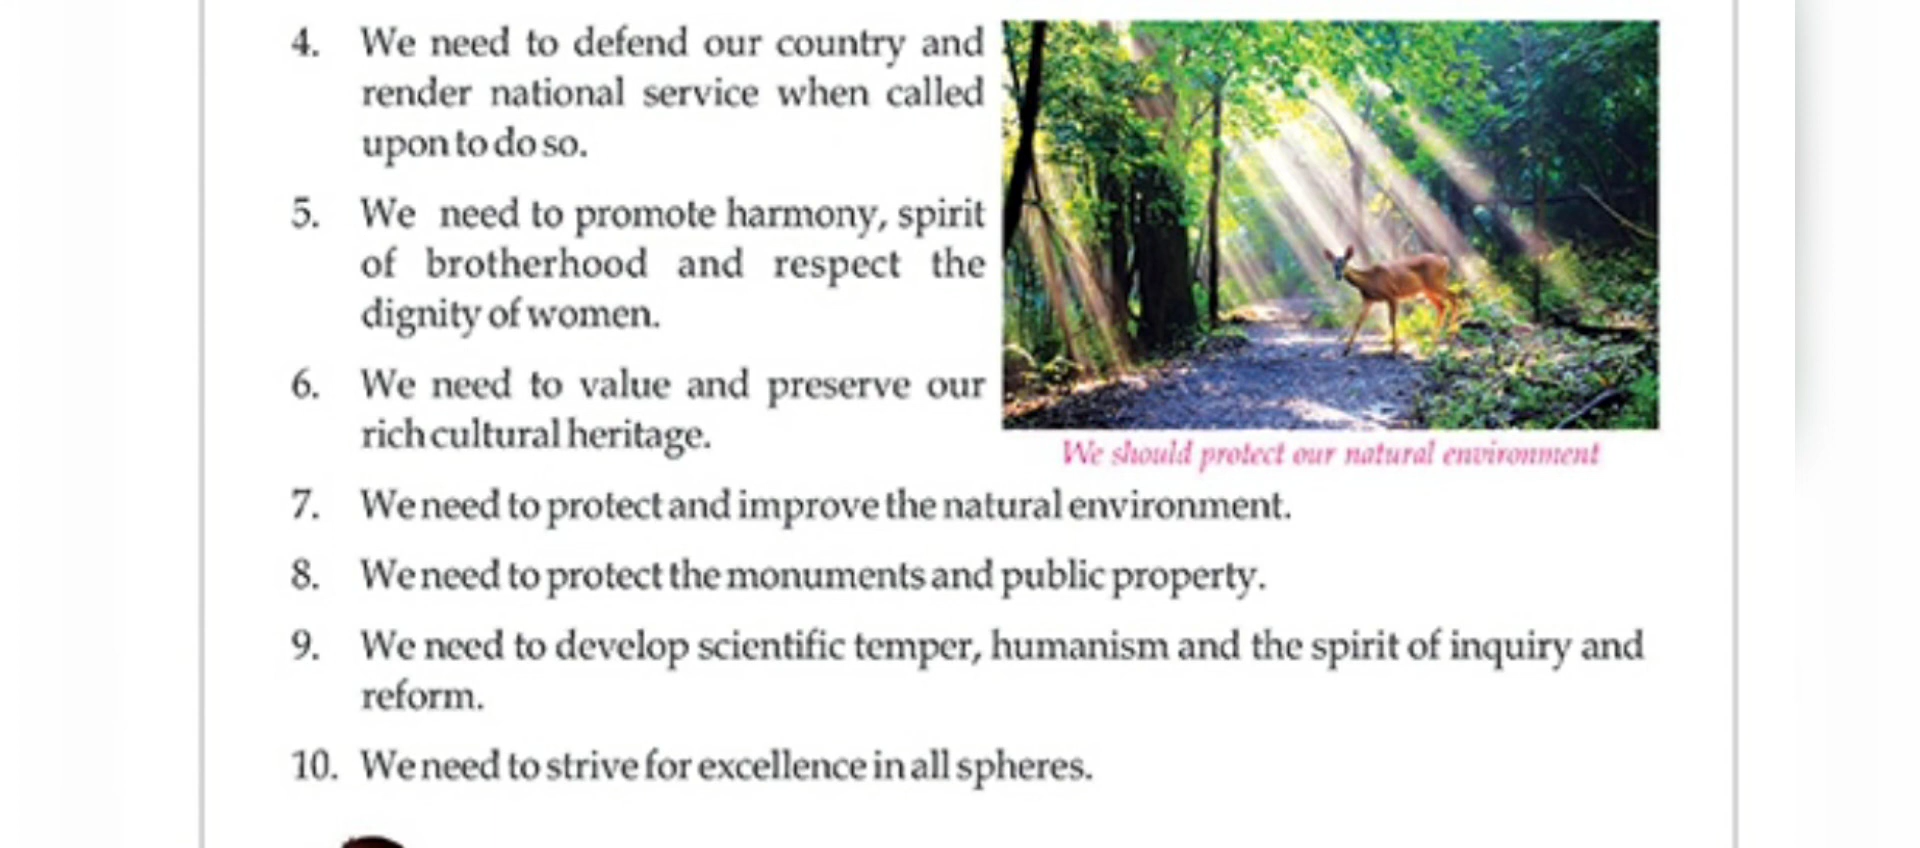 4. We need to defend our country and
render national service when called
upon to do so.
5. We need to promote harmony, spirit
of brotherhood and respect the
dignity of women.
6. We need to value and preserve our
rich cultural heritage.
We should protect our natural environment
7. We need to protect and improve the natural environment.
8. We need to protect the monuments and public property.
9. We need to develop scientific temper, humanism and the spirit of inquiry and
reform.
10. We need to strive for excellence in all spheres.